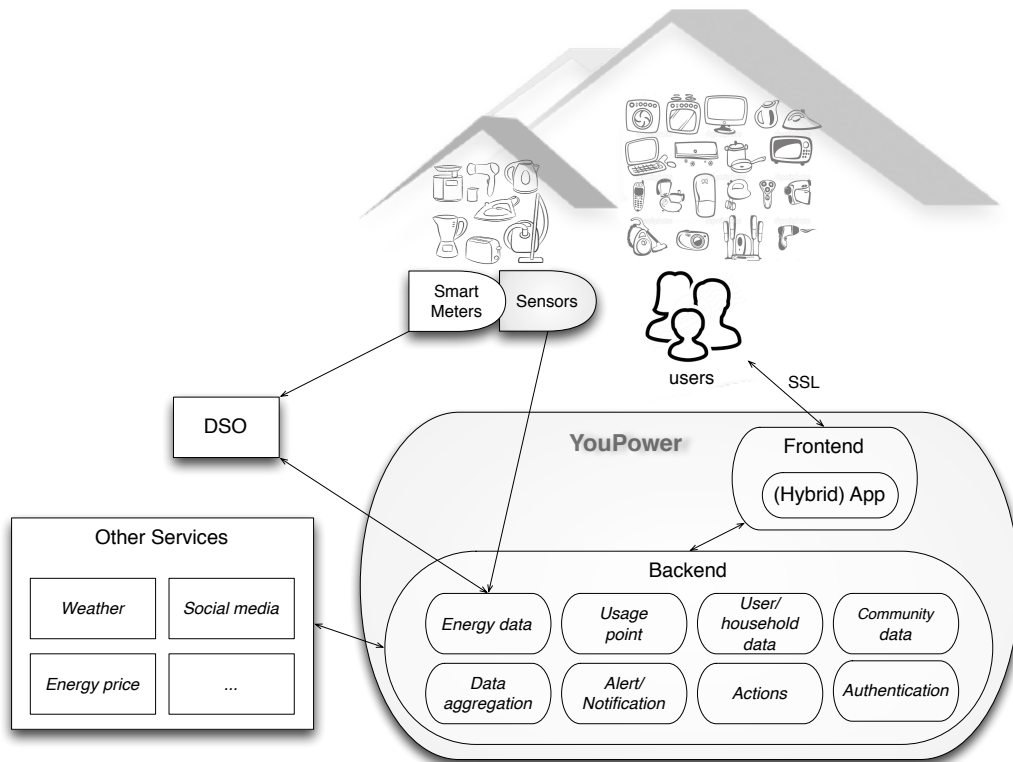 Smart
Meters
Sensors
users
SSL
DSO
YouPower
Frontend
(Hybrid) App
Other Services
Weather
Social media
Energy price
...
Backend
Energy data
Usage
point
User/
household
data
Community
data
Data
aggregation
Alert/
Notification
Actions
Authentication